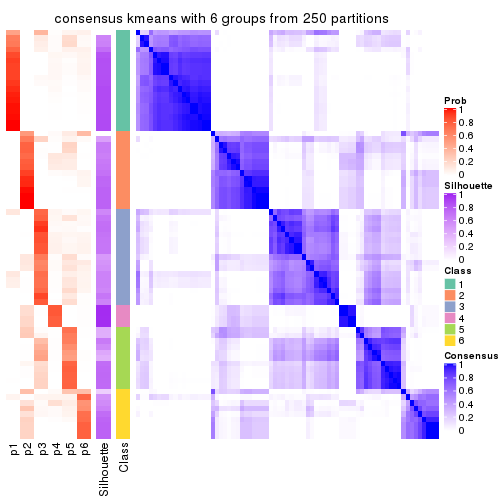 consensus kmeans with 6 groups from 250 partitions
Prob
1
0.8
0.6
0.4
0.2
0
Silhouette
1
0.8
0.6
0.4
0.2
0
Class
1
2
3
4
5
6
Consensus
1
0.8
0.6
0.4
0.2
0
p1
p2
p3
p4
p5
p6
Silhouette
Class